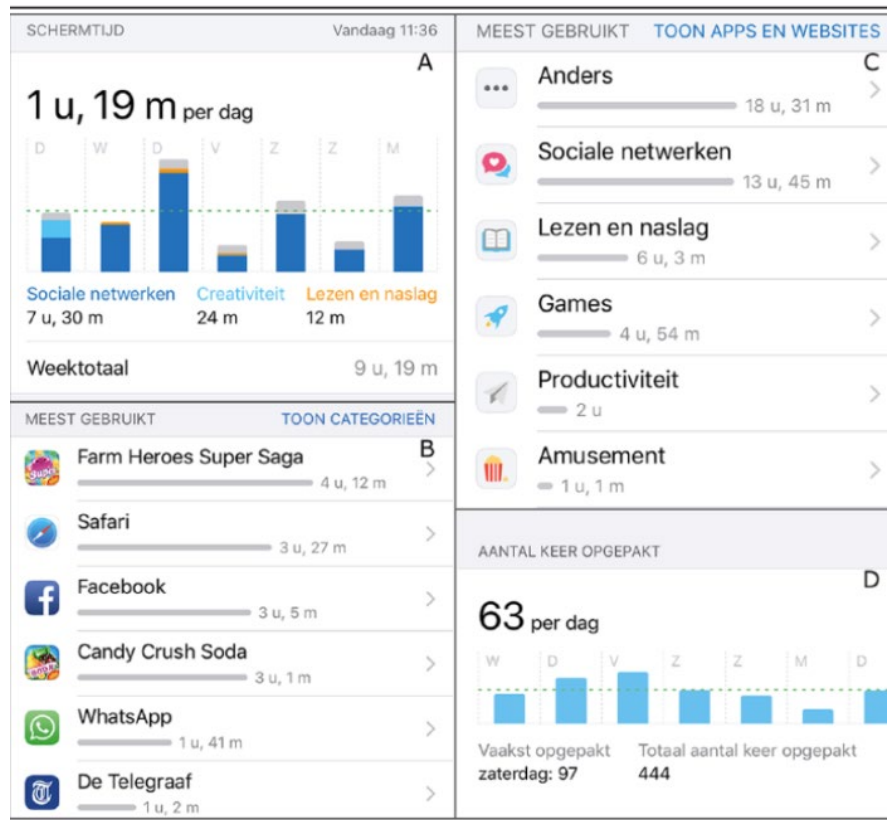 SCHERMTIJD Vandaag 11:36
A
1 u, 19 m per dag
D W D V Z Z M
Sociale netwerken Creativiteit Lezen en naslag
7 u, 30 m 24 m 12 m
Weektotaal 9 u, 19 m
MEEST GEBRUIKT TOON CATEGORIEËN
B
Farm Heroes Super Saga
4 u, 12 m
Safari
3 u, 27 m
Facebook
3 u, 5 m
Candy Crush Soda
3 u, 1 m
WhatsApp
1 u, 41 m
De Telegraaf
1 u, 2 m
MEEST GEBRUIKT TOON APPS EN WEBSITES
C
Anders
18 u, 31 m
Sociale netwerken
13 u, 45 m
Lezen en naslag
6 u, 3 m
Games
4 u, 54 m
Productiviteit
2 u
Amusement
1 u, 1 m
AANTAL KEER OPGEPAKT
D
63 per dag
W D V Z Z M D
Vaakst opgepakt Totaal aantal keer opgepakt
zaterdag: 97 444